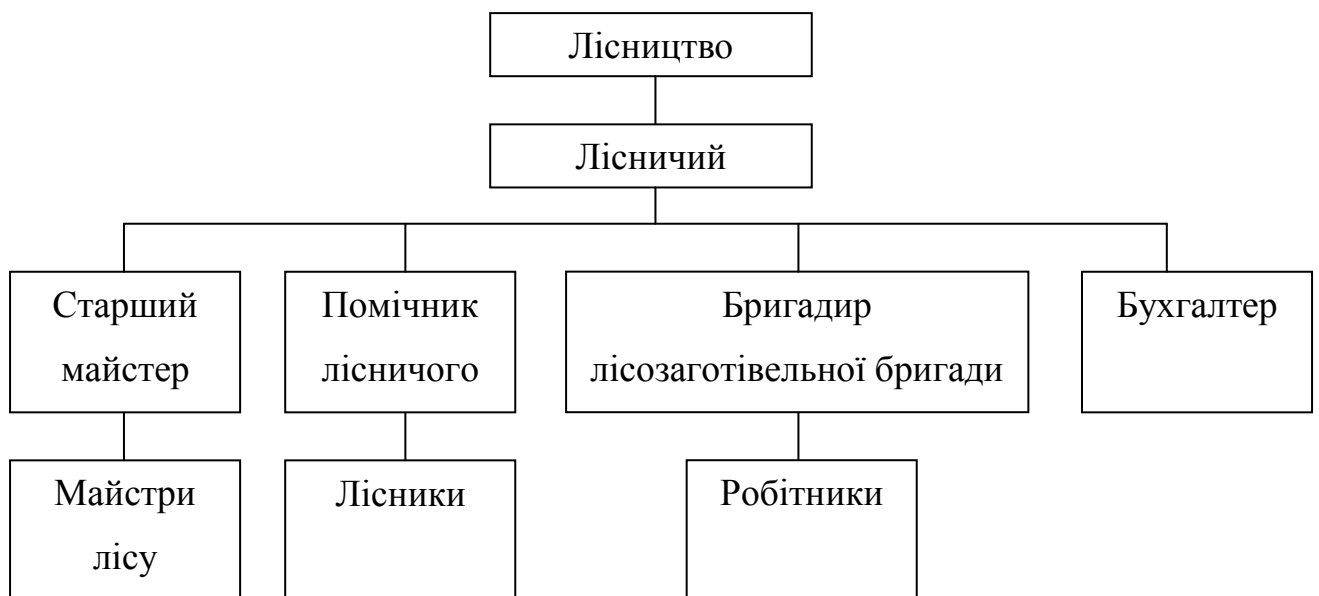 Лісництво
Лісничий
Старший
майстер
Помічник
лісничого
Бригадир
лісозаготівельної бригади
Бухгалтер
Майстри
лісу
Лісники
Робітники